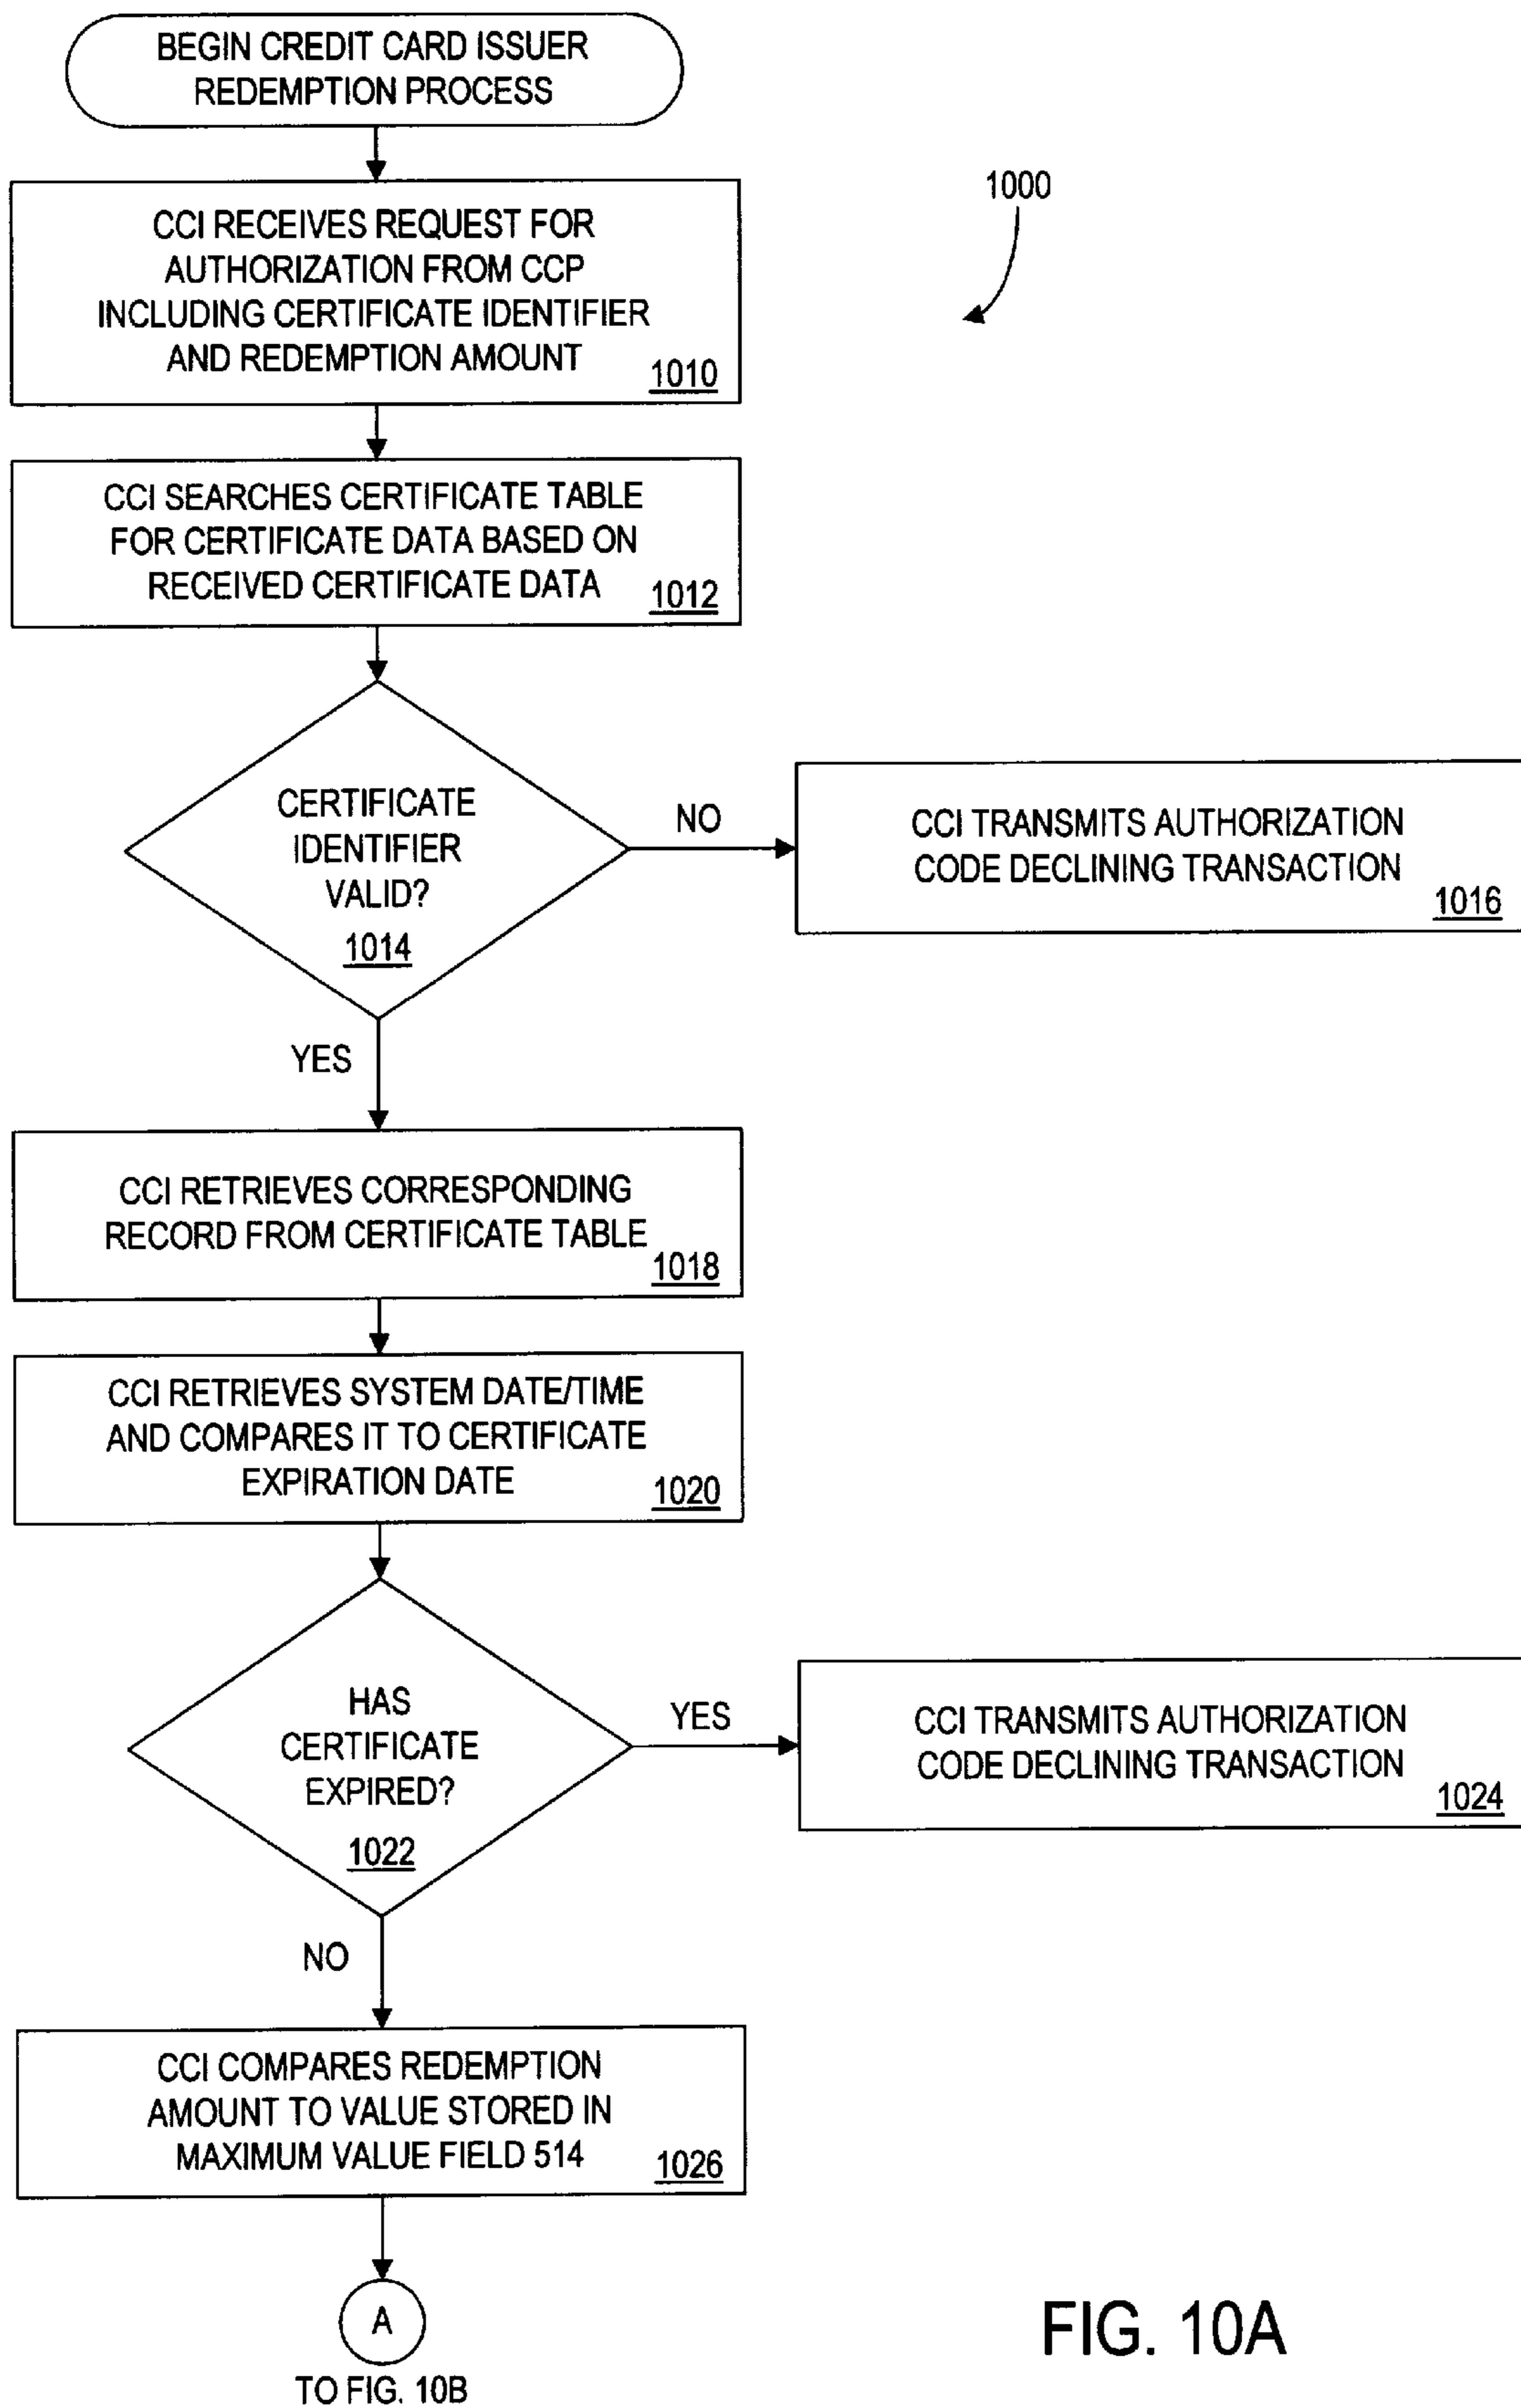 BEGIN CREDIT CARD ISSUER
REDEMPTION PROCESS
1000
CCI RECEIVES REQUEST FOR
AUTHORIZATION FROM CCP
INCLUDING CERTIFICATE IDENTIFIER
AND REDEMPTION AMOUNT
1010
CCI SEARCHES CERTIFICATE TABLE
FOR CERTIFICATE DATA BASED ON
RECEIVED CERTIFICATE DATA
1012
CERTIFICATE
IDENTIFIER
VALID?
1014
NO
CCI TRANSMITS AUTHORIZATION
CODE DECLINING TRANSACTION
1016
YES
CCI RETRIEVES CORRESPONDING
RECORD FROM CERTIFICATE TABLE
1018
CCI RETRIEVES SYSTEM DATE/TIME
AND COMPARES IT TO CERTIFICATE
EXPIRATION DATE
1020
HAS
CERTIFICATE
EXPIRED?
1022
YES
CCI TRANSMITS AUTHORIZATION
CODE DECLINING TRANSACTION
1024
NO
CCI COMPARES REDEMPTION
AMOUNT TO VALUE STORED IN
MAXIMUM VALUE FIELD 514
1026
A
TO FIG. 10B
FIG. 10A